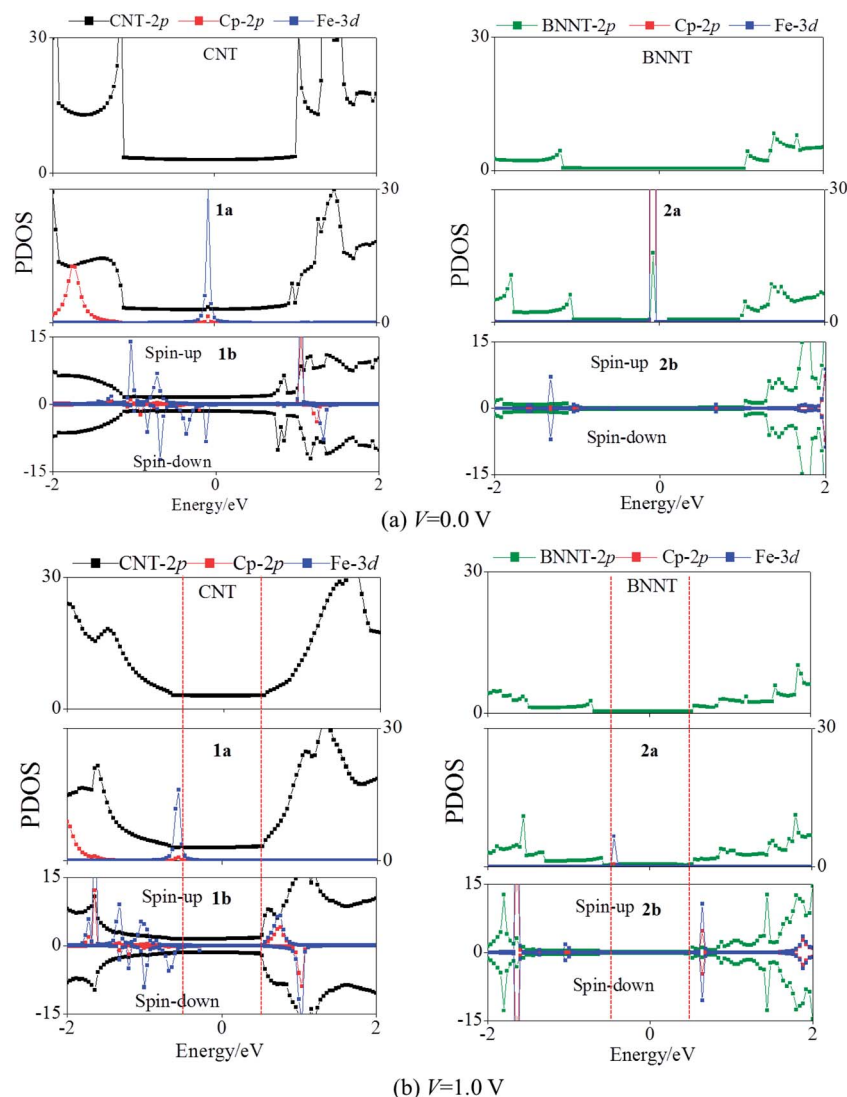 CNT-2p Cp-2p Fe-3d
30
CNT
0
30
1a
0
15
Spin-up 1b
0
Spin-down
-15
-2 0 2
Energy/eV
PDOS
BNNT-2p Cp-2p Fe-3d
30
BNNT
0
30
2a
0
15
Spin-up 2b
0
Spin-down
-15
-2 0 2
Energy/eV
PDOS
(a) V=0.0 V
CNT-2p Cp-2p Fe-3d
30
CNT
0
30
1a
0
15
Spin-up 1b
0
Spin-down
-15
-2 0 2
Energy/eV
PDOS
BNNT-2p Cp-2p Fe-3d
30
BNNT
0
30
2a
0
15
Spin-up 2b
0
Spin-down
-15
-2 0 2
Energy/eV
PDOS
(b) V=1.0 V